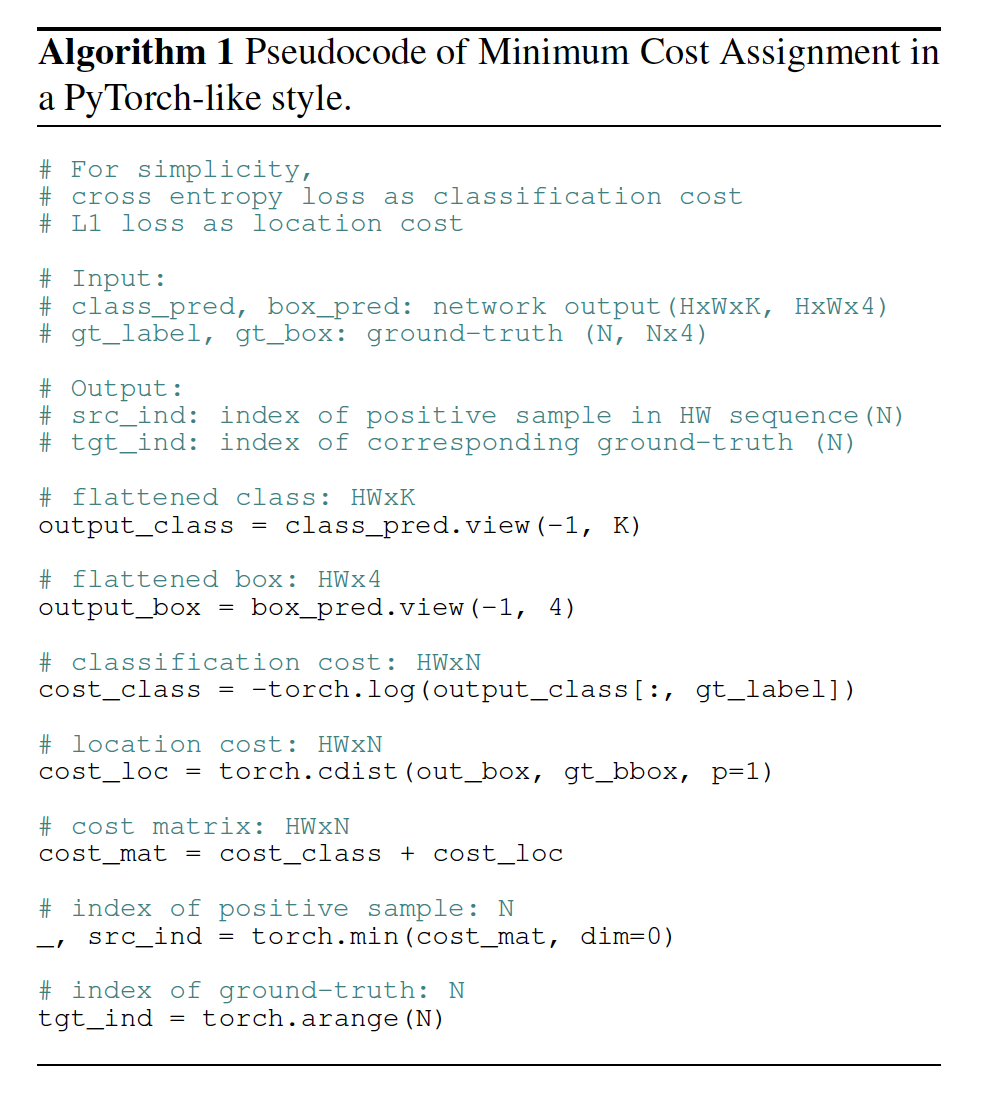 Algorithm 1 Pseudocode of Minimum Cost Assignment in
a PyTorch-like style.
# For simplicity,
# cross entropy loss as classification cost
# L1 loss as location cost
# Input:
# class_pred, box_pred: network output(HxWxK, HxWx4)
# gt_label, gt_box: ground-truth (N, Nx4)
# Output:
# src_ind: index of positive sample in HW sequence(N)
# tgt_ind: index of corresponding ground-truth (N)
# flattened class: HWxK
output_class = class_pred.view(-1, K)
# flattened box: HWx4
output_box = box_pred.view(-1, 4)
# classification cost: HWxN
cost_class = -torch.log(output_class[:, gt_label])
# location cost: HWxN
cost_loc = torch.cdist(out_box, gt_bbox, p=1)
# cost matrix: HWxN
cost_mat = cost_class + cost_loc
# index of positive sample: N
_, src_ind = torch.min(cost_mat, dim=0)
# index of ground-truth: N
tgt_ind = torch.arange(N)